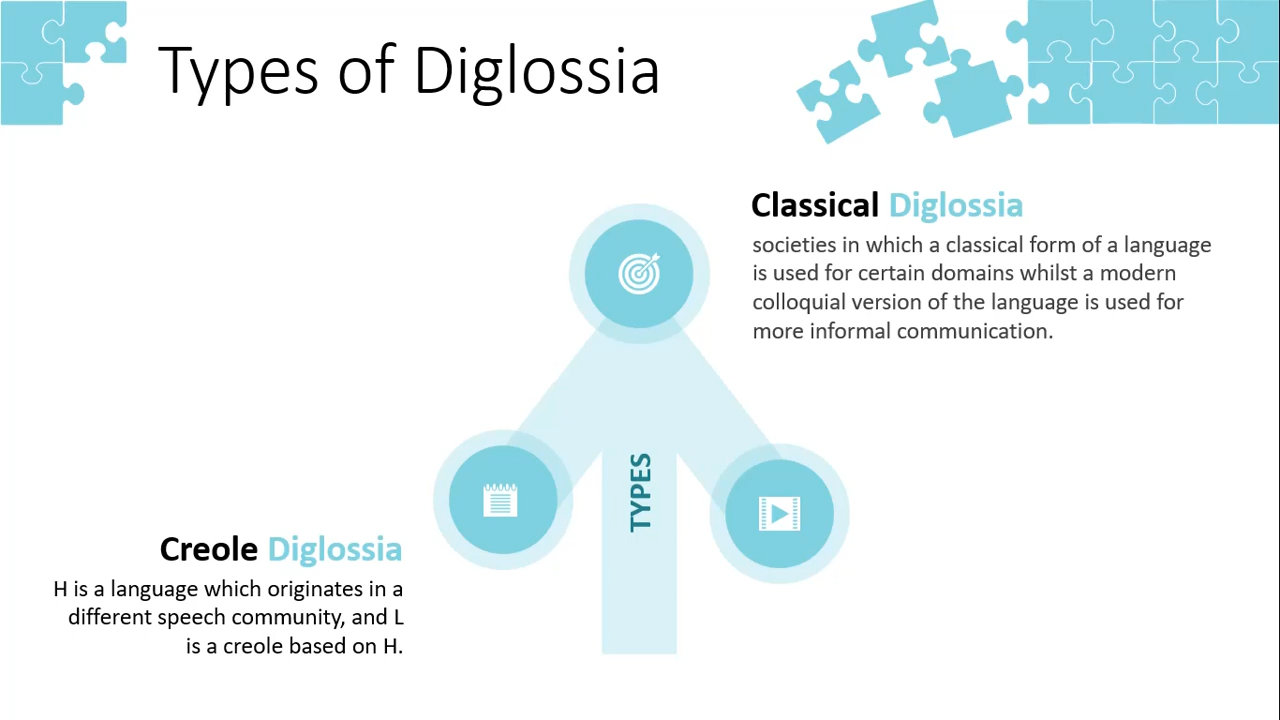 Types of Diglossia
Classical Diglossia
societies in which a classical form of a language
is used for certain domains whilst a modern
colloquial version of the language is used for
more informal communication.
TYPES
Creole Diglossia
H is a language which originates in a
different speech community, and L
is a creole based on H.